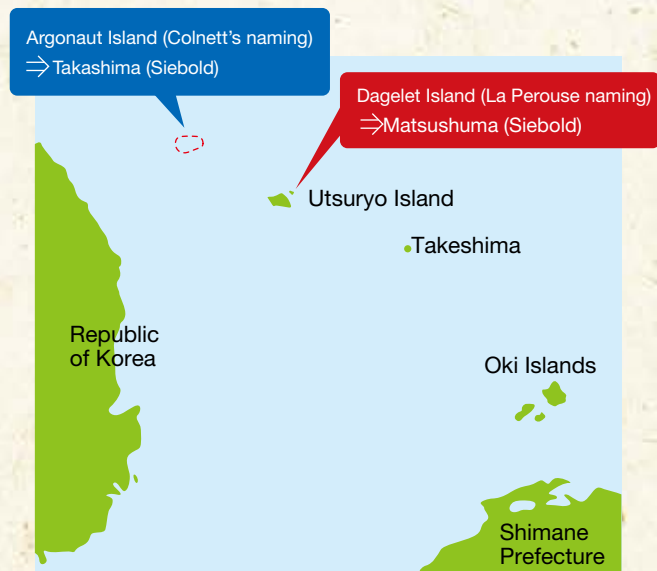 Argonaut Island (Colnett's naming)
⇒ Takashima (Siebold)
Dagelet Island (La Perouse naming)
⇒Matsushuma (Siebold)
Utsuryo Island
Takeshima
Republic
of Korea
Oki Islands
Shimane
Prefecture